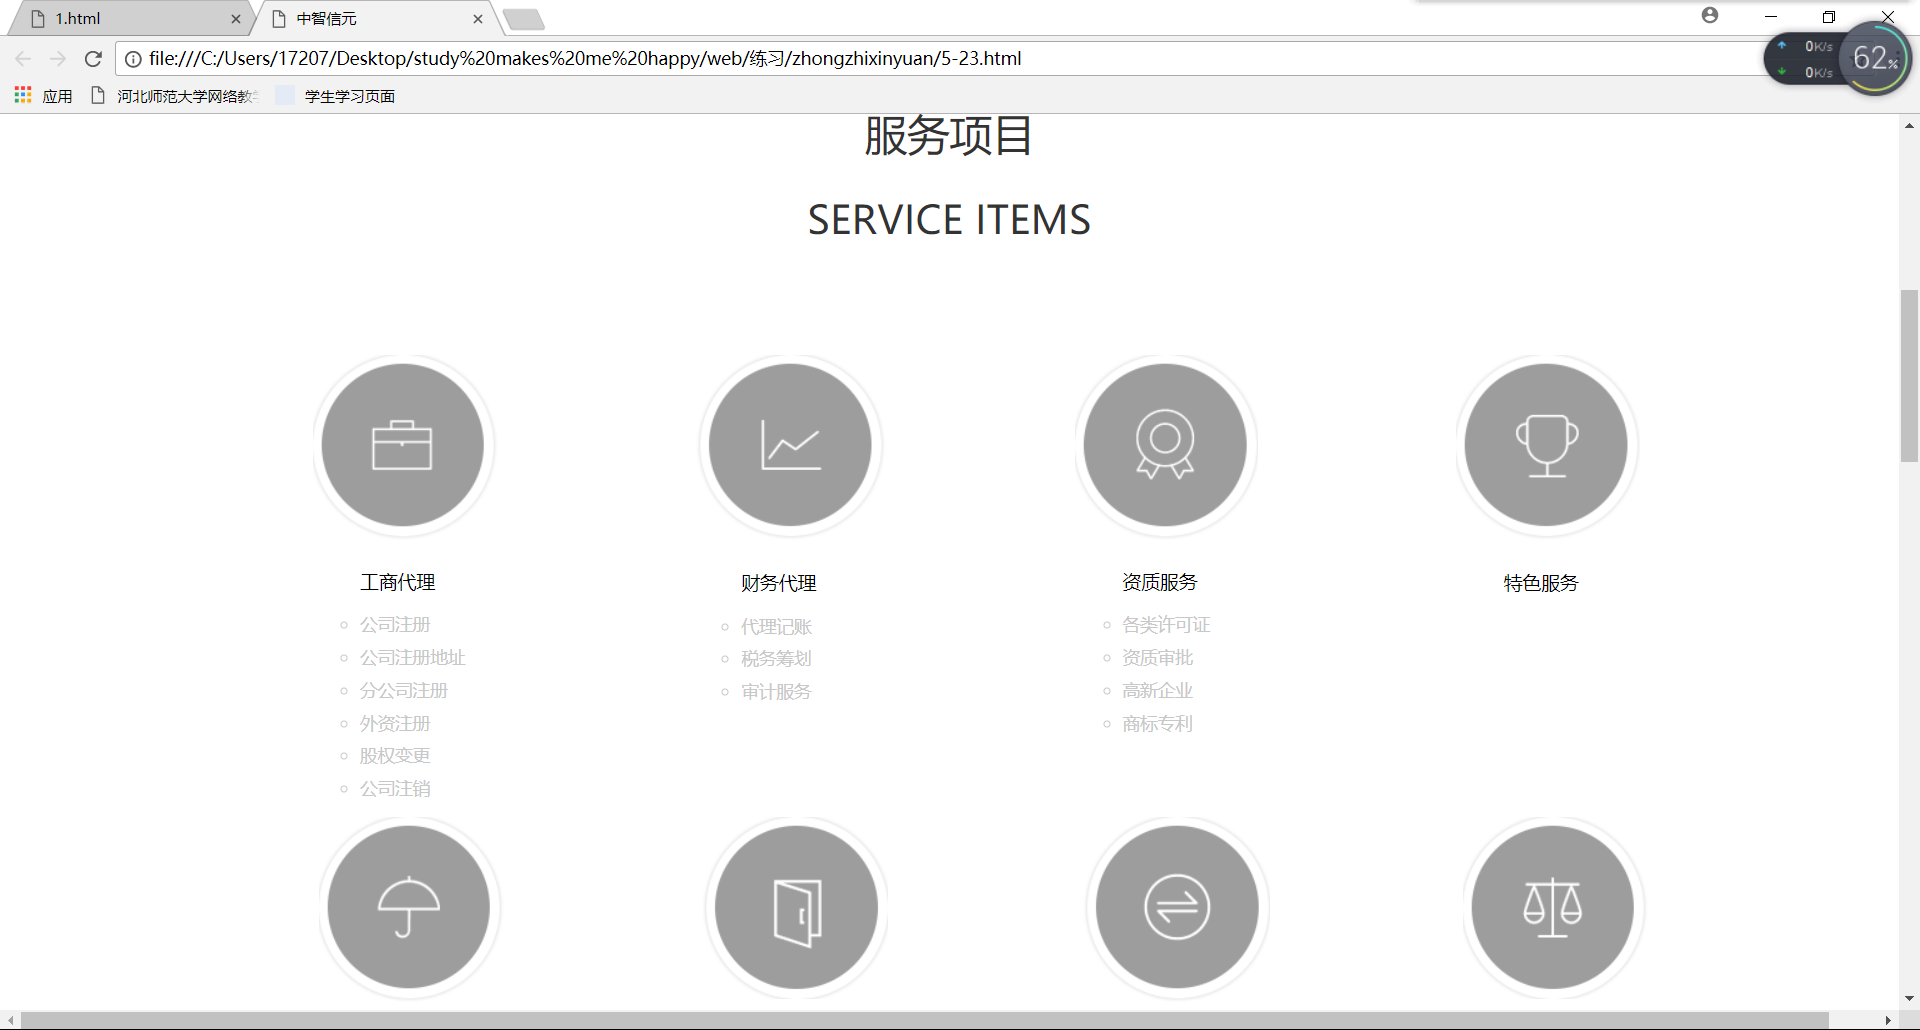 1.html
中智信元
file:///C:/Users/17207/Desktop/study%20makes%20me%20happy/web/练习/zhongzhixinyuan/5-23.html
0K/s
0K/s
62%
应用
河北师范大学网络教
学生学习页面
服务项目
SERVICE ITEMS
工商代理
公司注册
公司注册地址
分公司注册
外资注册
股权变更
公司注销
财务代理
代理记账
税务筹划
审计服务
资质服务
各类许可证
资质审批
高新企业
商标专利
特色服务